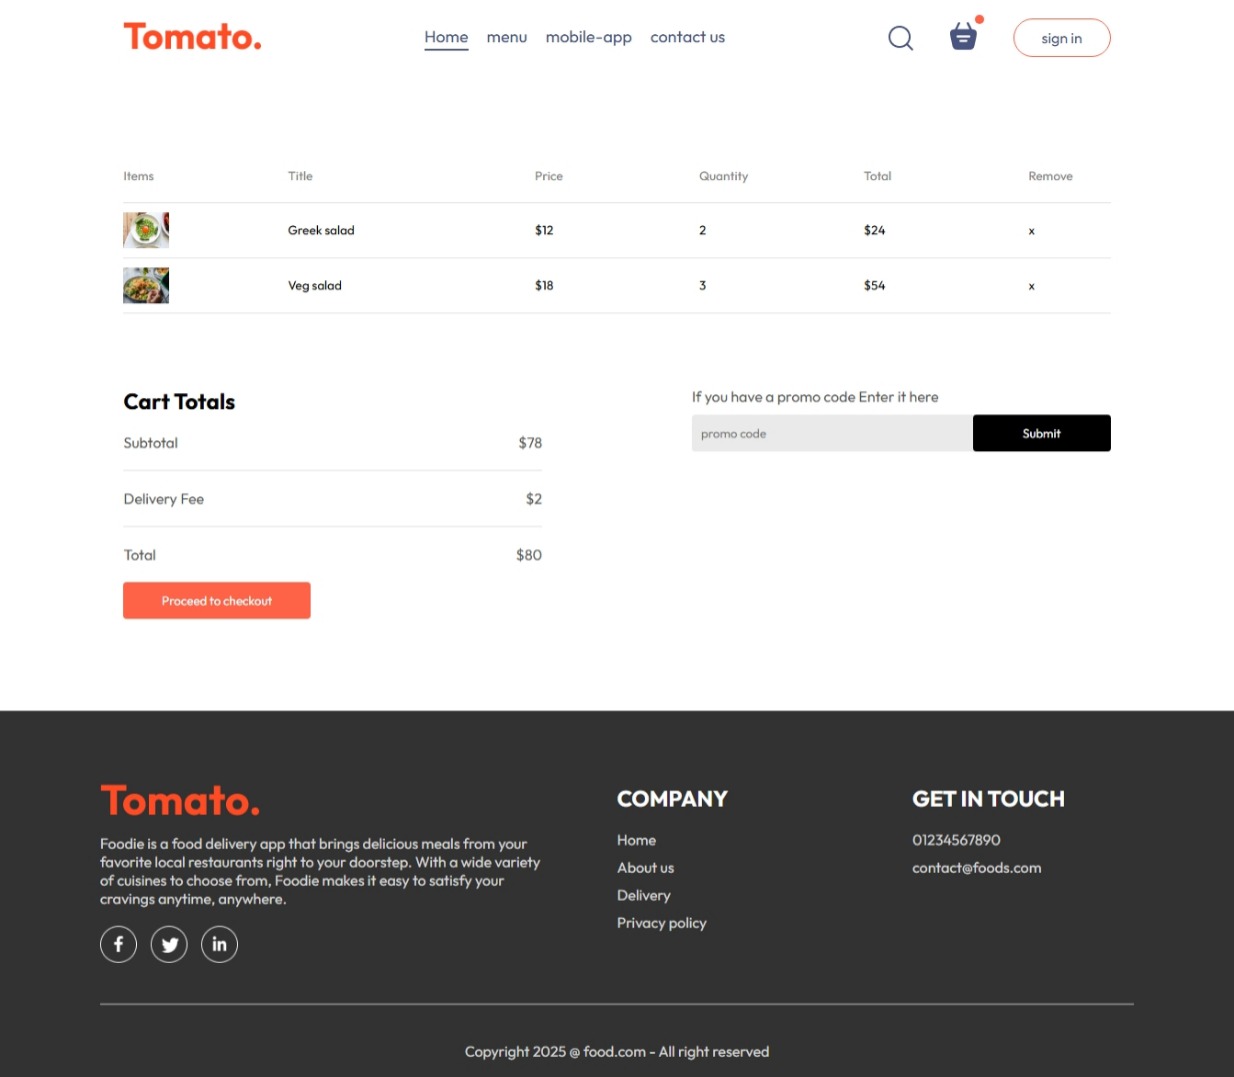 Tomato.
Home menu mobile-app contact us
sign in
Items Title Price Quantity Total Remove
Greek salad $12 2 $24 x
Veg salad $18 3 $54 x
Cart Totals
Subtotal $78
Delivery Fee $2
Total $80
Proceed to checkout
If you have a promo code Enter it here
promo code Submit
Tomato.
Foodie is a food delivery app that brings delicious meals from your
favorite local restaurants right to your doorstep. With a wide variety
of cuisines to choose from, Foodie makes it easy to satisfy your
cravings anytime, anywhere.
f in
COMPANY
Home
About us
Delivery
Privacy policy
GET IN TOUCH
01234567890
contact@foods.com
Copyright 2025 @ food.com - All right reserved